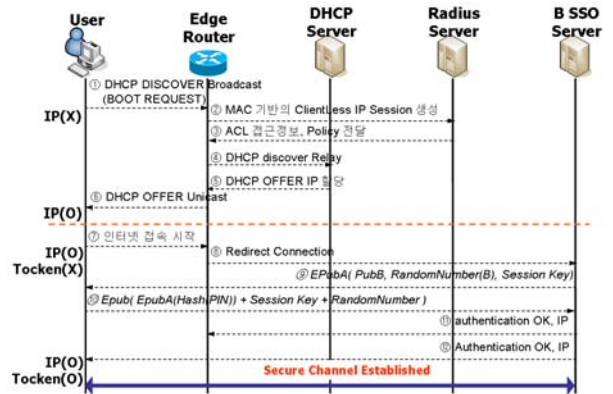 User
Edge
Router
DHCP
Server
Radius
Server
B SSO
Server
① DHCP DISCOVER Broadcast
(BOOT REQUEST)
IP(X)
② MAC 기반의 ClientLess IP Session 생성
③ ACL 접근정보, Policy 전달
④ DHCP discover Relay
⑤ DHCP OFFER IP 할당
⑥ DHCP OFFER Unicast
IP(O)
⑦ 인터넷 접속 시작
IP(O)
Tocken(X)
⑧ Redirect Connection
⑨ EPubA( PubB, RandomNumber(B), Session Key)
⑩ Epub( EpubA(Hash(PIN)) + Session Key + RandomNumber )
⑪ authentication OK, IP
⑫ Authentication OK, IP
IP(O)
Tocken(O)
Secure Channel Established